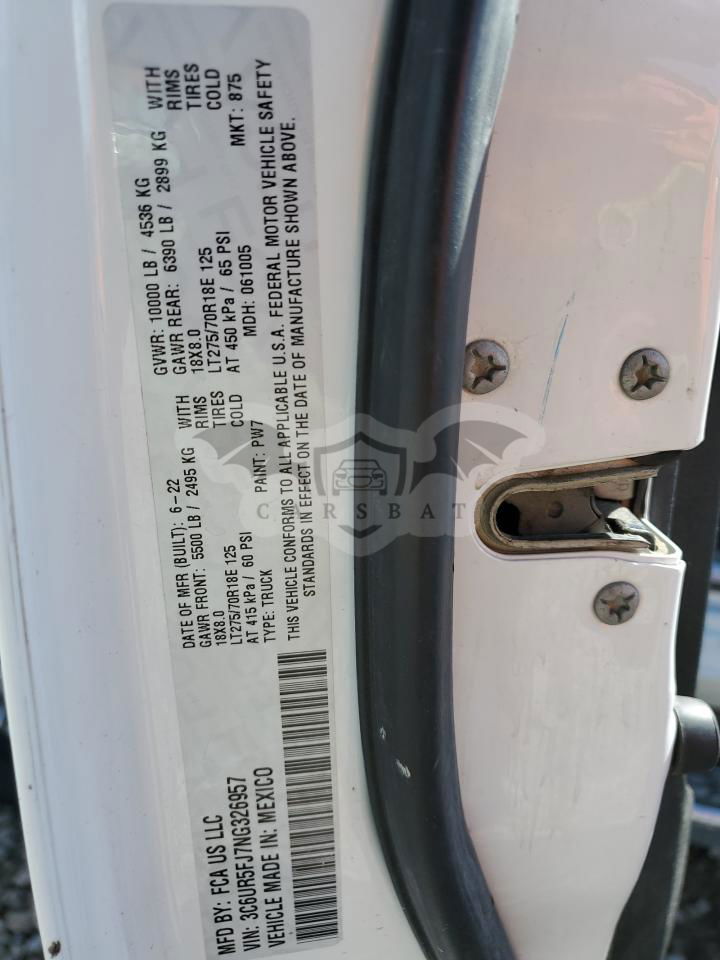 MFD BY: FCA US LLC
VIN: 3C6UR5FJ7NG326957
VEHICLE MADE IN: MEXICO
DATE OF MFR (BUILT): 6-22 GVWR: 10000 LB / 4536 KG
GAWR FRONT: 5500 LB / 2495 KG WITH GAWR REAR: 6390 LB / 2899 KG WITH
18X8.0 RIMS 18X8.0 RIMS
LT275/70R18E 125 TIRES LT275/70R18E 125 TIRES
AT 415 kPa / 60 PSI COLD AT 450 kPa / 65 PSI COLD
TYPE: TRUCK PAINT: PW7 MDH: 061005 MKT: 875
THIS VEHICLE CONFORMS TO ALL APPLICABLE U.S.A. FEDERAL MOTOR VEHICLE SAFETY
STANDARDS IN EFFECT ON THE DATE OF MANUFACTURE SHOWN ABOVE.
CARSBAT